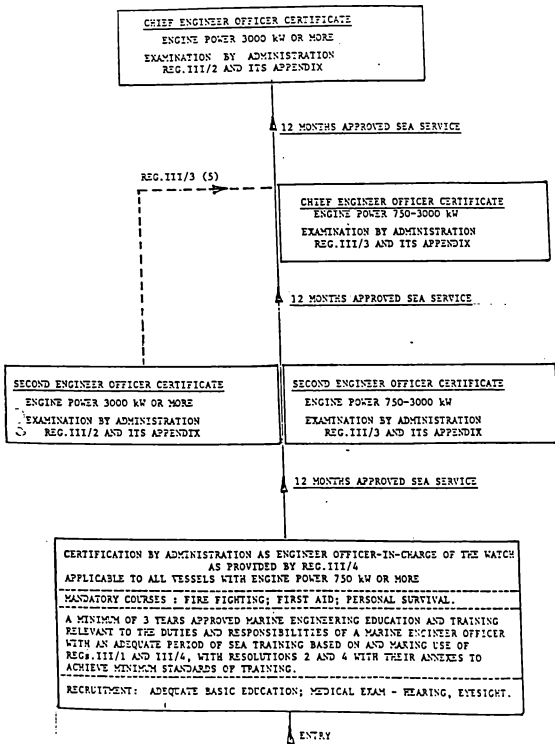 CHIEF ENGINEER OFFICER CERTIFICATE
ENGINE POWER 3000 kW OR MORE
EXAMINATION BY ADMINISTRATION
REG.III/2 AND ITS APPENDIX
12 MONTHS APPROVED SEA SERVICE
REG.III/3 (5)
CHIEF ENGINEER OFFICER CERTIFICATE
ENGINE POWER 750-3000 kW
EXAMINATION BY ADMINISTRATION
REG.III/3 AND ITS APPENDIX
12 MONTHS APPROVED SEA SERVICE
SECOND ENGINEER OFFICER CERTIFICATE
ENGINE POWER 3000 kW OR MORE
EXAMINATION BY ADMINISTRATION
REG.III/2 AND ITS APPENDIX
SECOND ENGINEER OFFICER CERTIFICATE
ENGINE POWER 750-3000 kW
EXAMINATION BY ADMINISTRATION
REG.III/3 AND ITS APPENDIX
12 MONTHS APPROVED SEA SERVICE
CERTIFICATION BY ADMINISTRATION AS ENGINEER OFFICER-IN-CHARGE OF THE WATCH
AS PROVIDED BY REG.III/4
APPLICABLE TO ALL VESSELS WITH ENGINE POWER 750 kW OR MORE
MANDATORY COURSES : FIRE FIGHTING; FIRST AID; PERSONAL SURVIVAL.
A MINIMUM OF 3 YEARS APPROVED MARINE ENGINEERING EDUCATION AND TRAINING
RELEVANT TO THE DUTIES AND RESPONSIBILITIES OF A MARINE ENGINEER OFFICER
WITH AN ADEQUATE PERIOD OF SEA TRAINING BASED ON AND MAKING USE OF
REGs.III/1 AND III/4, WITH RESOLUTIONS 2 AND 4 WITH THEIR ANNEXES TO
ACHIEVE MINIMUM STANDARDS OF TRAINING.
RECRUITMENT: ADEQUATE BASIC EDUCATION; MEDICAL EXAM - HEARING, EYESIGHT.
ENTRY